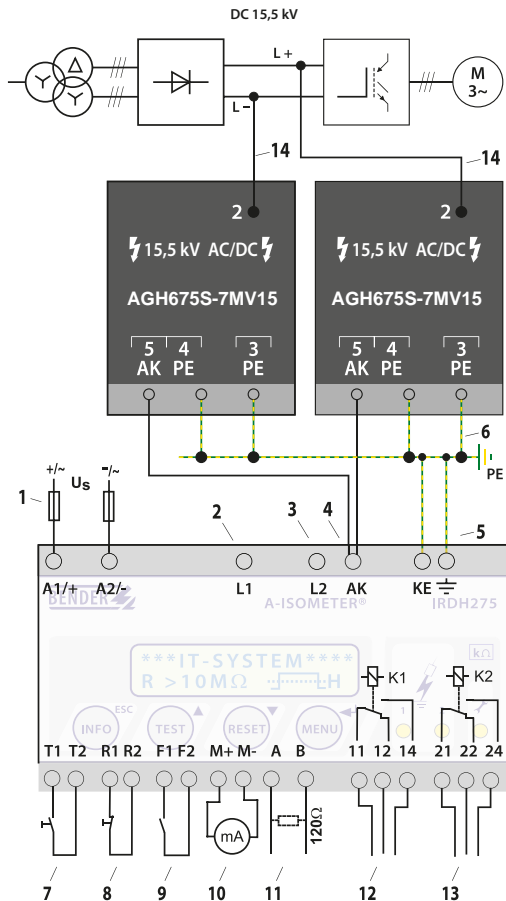 DC 15,5 kV
L+
L−
M
3~
14
14
2
2
15,5 kV AC/DC
15,5 kV AC/DC
AGH675S-7MV15
AGH675S-7MV15
5 4 3
AK PE PE
5 4 3
AK PE PE
6
PE
+/~
Us
-/~
1
2
3
4
5
A1/+
A2/-
L1
L2
AK
KE
BENDER
A-ISOMETER®
IRDH275
kΩ
***IT-SYSTEM****
R >10MΩ
LH
K1
K2
ESC
INFO
TEST
RESET
MENU
1
T1 T2 R1 R2 F1 F2 M+ M- A B 11 12 14 21 22 24
mA
120Ω
7
8
9
10
11
12
13